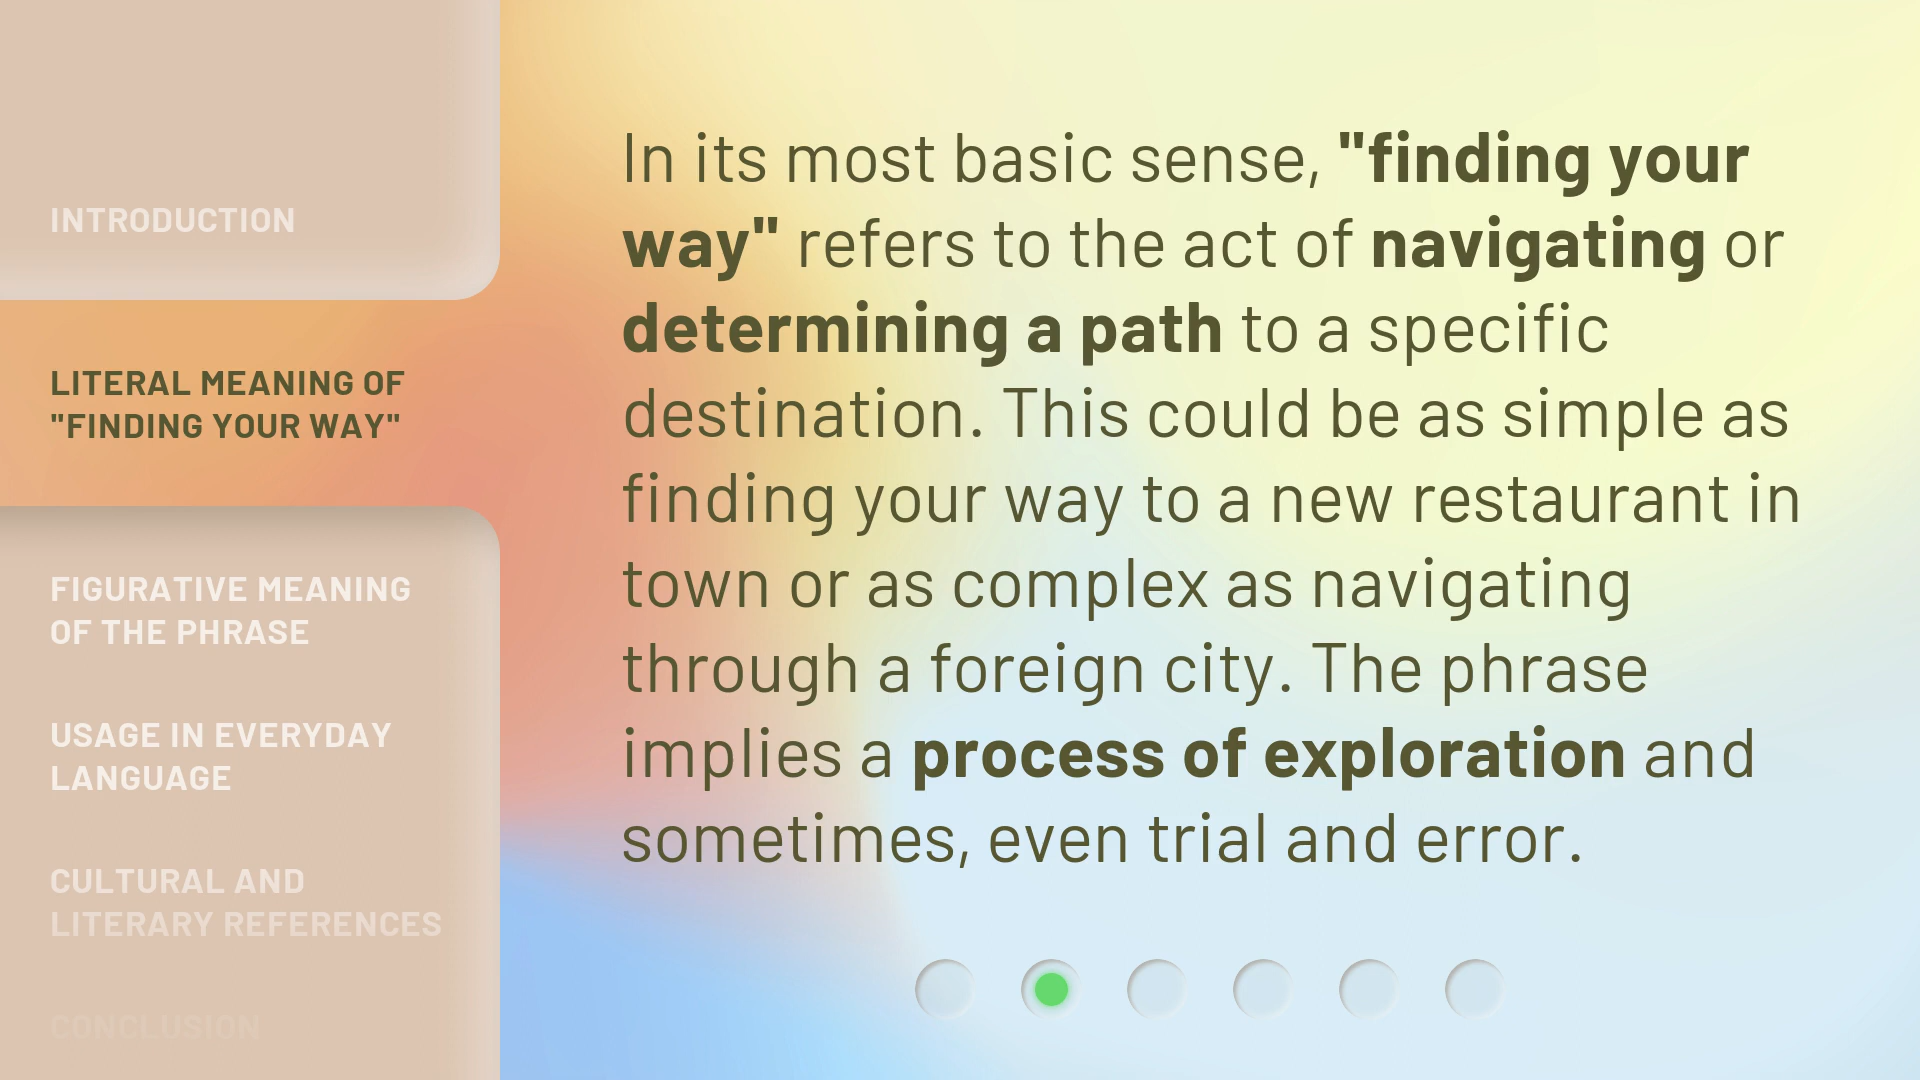 INTRODUCTION
LITERAL MEANING OF
"FINDING YOUR WAY"
FIGURATIVE MEANING
OF THE PHRASE
USAGE IN EVERYDAY
LANGUAGE
CULTURAL AND
LITERARY REFERENCES
CONCLUSION
In its most basic sense, "finding your
way" refers to the act of navigating or
determining a path to a specific
destination. This could be as simple as
finding your way to a new restaurant in
town or as complex as navigating
through a foreign city. The phrase
implies a process of exploration and
sometimes, even trial and error.